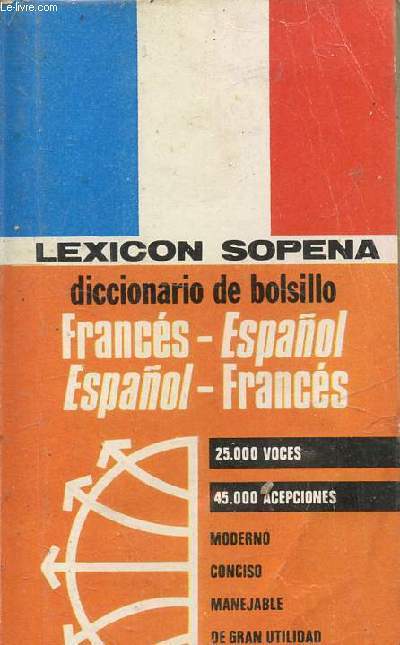 Le-livre.com
LEXICON SOPENA
diccionario de bolsillo
Francés - Español
Español - Francés
25.000 VOCES
45.000 ACEPCIONES
MODERNO
CONCISO
MANEJABLE
DE GRAN UTILIDAD